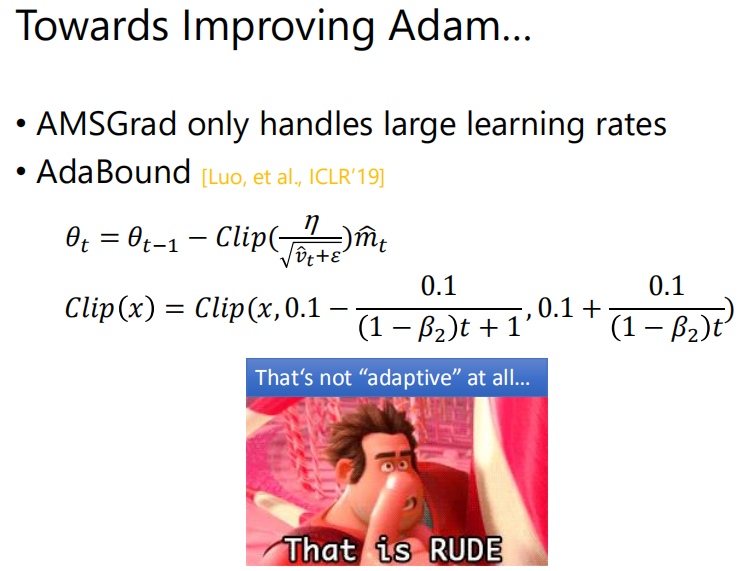 Towards Improving Adam...
• AMSGrad only handles large learning rates
• AdaBound [Luo, et al., ICLR'19]
θ_t = θ_{t−1} − Clip(η/√(v̂_t+ε))m̂_t
Clip(x) = Clip(x, 0.1 − 0.1/((1 − β_2)t + 1), 0.1 + 0.1/((1 − β_2)t))
That's not “adaptive” at all...
That is RUDE